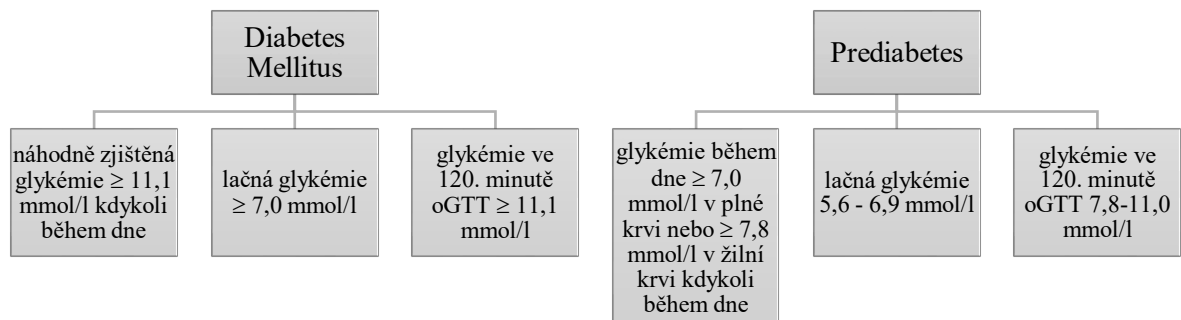 Diabetes
Mellitus
náhodně zjištěná
glykémie ≥ 11,1
mmol/l kdykoli
během dne
lačná glykémie
≥ 7,0 mmol/l
glykémie ve
120. minutě
oGTT ≥ 11,1
mmol/l
Prediabetes
glykémie během
dne ≥ 7,0
mmol/l v plné
krvi nebo ≥ 7,8
mmol/l v žilní
krvi kdykoli
během dne
lačná glykémie
5,6 - 6,9 mmol/l
glykémie ve
120. minutě
oGTT 7,8-11,0
mmol/l